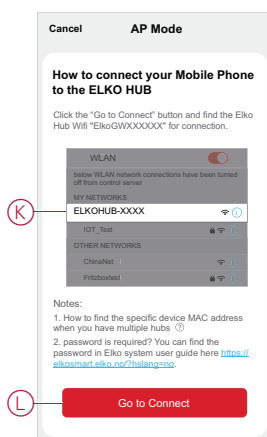 Cancel AP Mode
How to connect your Mobile Phone
to the ELKO HUB
Click the “Go to Connect” button and find the Elko
Hub Wifi "ElkoGWXXXXXX" for connection.
WLAN
below WLAN network connections have been turned
off from control server
MY NETWORKS
K
ELKOHUB-XXXX
IOT_Test
OTHER NETWORKS
ChinaNet
Fritzboxtest
Notes:
1. How to find the specific device MAC address
when you have multiple hubs ?
2. password is required? You can find the
password in Elko system user guide here https://
elkosmart.elko.no/?hslang=no.
L
Go to Connect